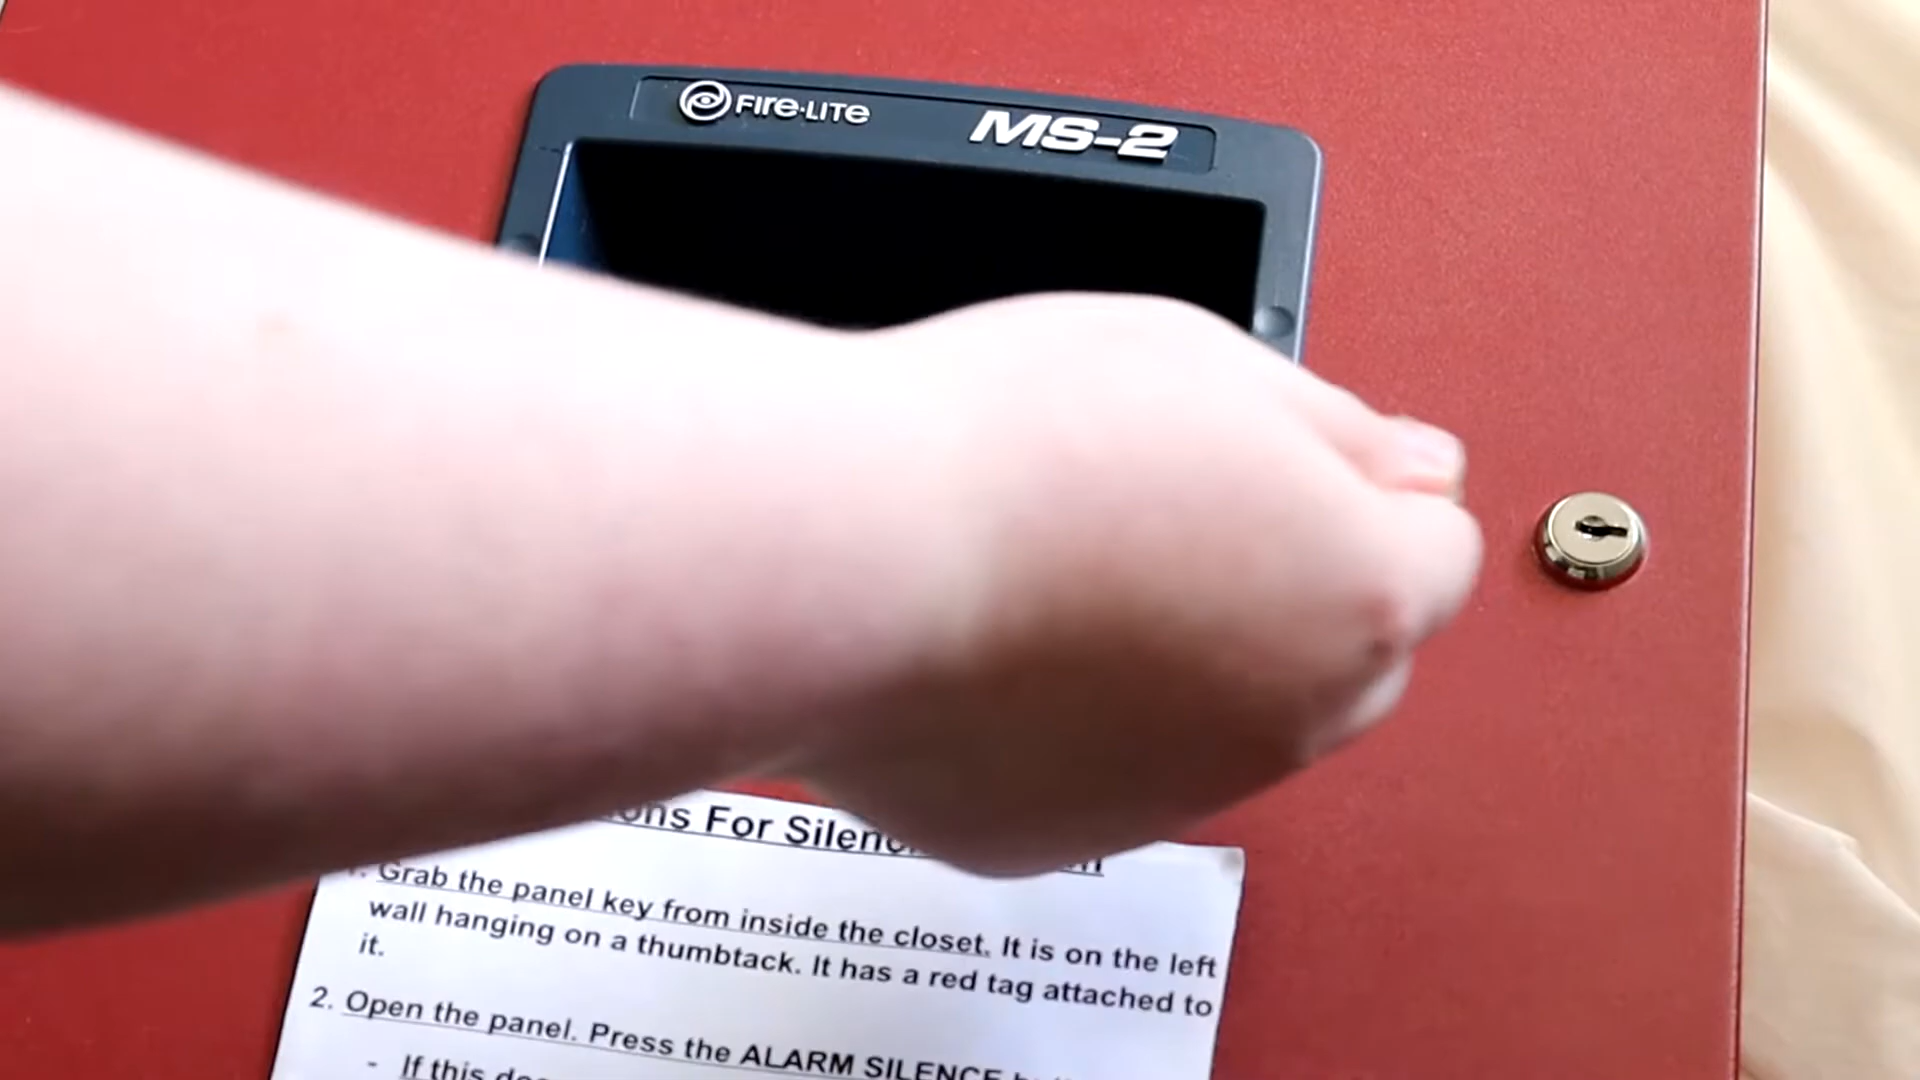 FIRE·LITE MS-2
For
1. Grab the panel key from inside the closet. It is on the left
wall hanging on a thumbtack. It has a red tag attached to
it.
2. Open the panel. Press the ALARM SILENCE
- If this